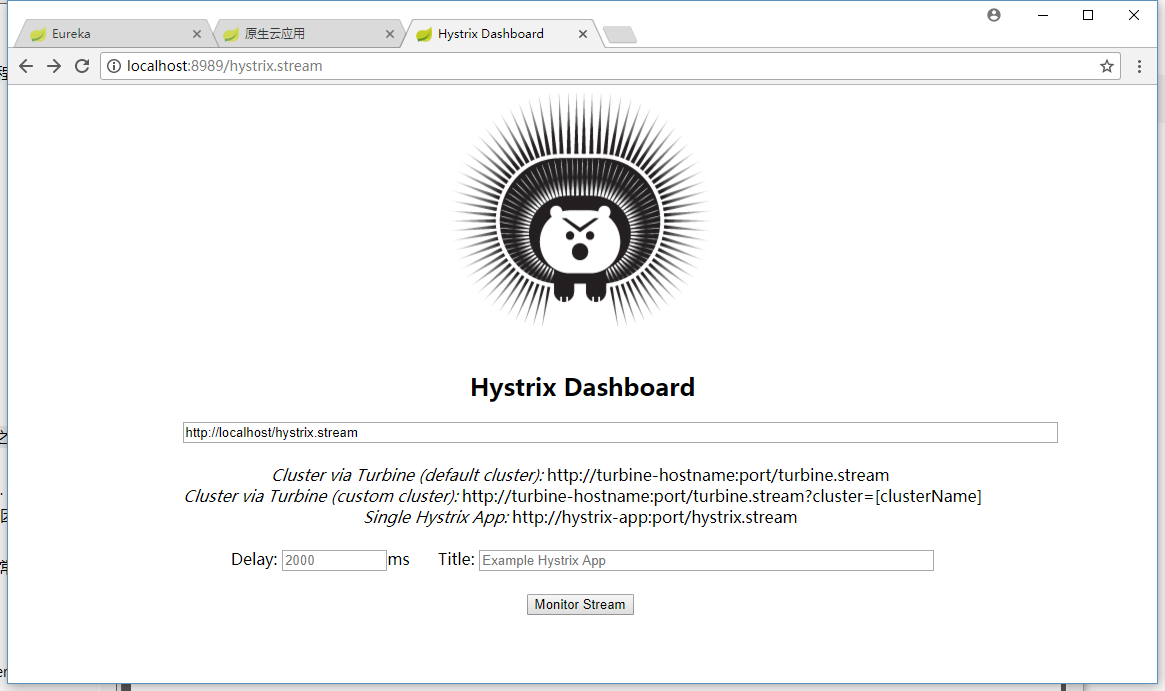 Eureka
原生云应用
Hystrix Dashboard
localhost:8989/hystrix.stream
Hystrix Dashboard
http://localhost/hystrix.stream
Cluster via Turbine (default cluster): http://turbine-hostname:port/turbine.stream
Cluster via Turbine (custom cluster): http://turbine-hostname:port/turbine.stream?cluster=[clusterName]
Single Hystrix App: http://hystrix-app:port/hystrix.stream
Delay: 2000 ms Title: Example Hystrix App
Monitor Stream